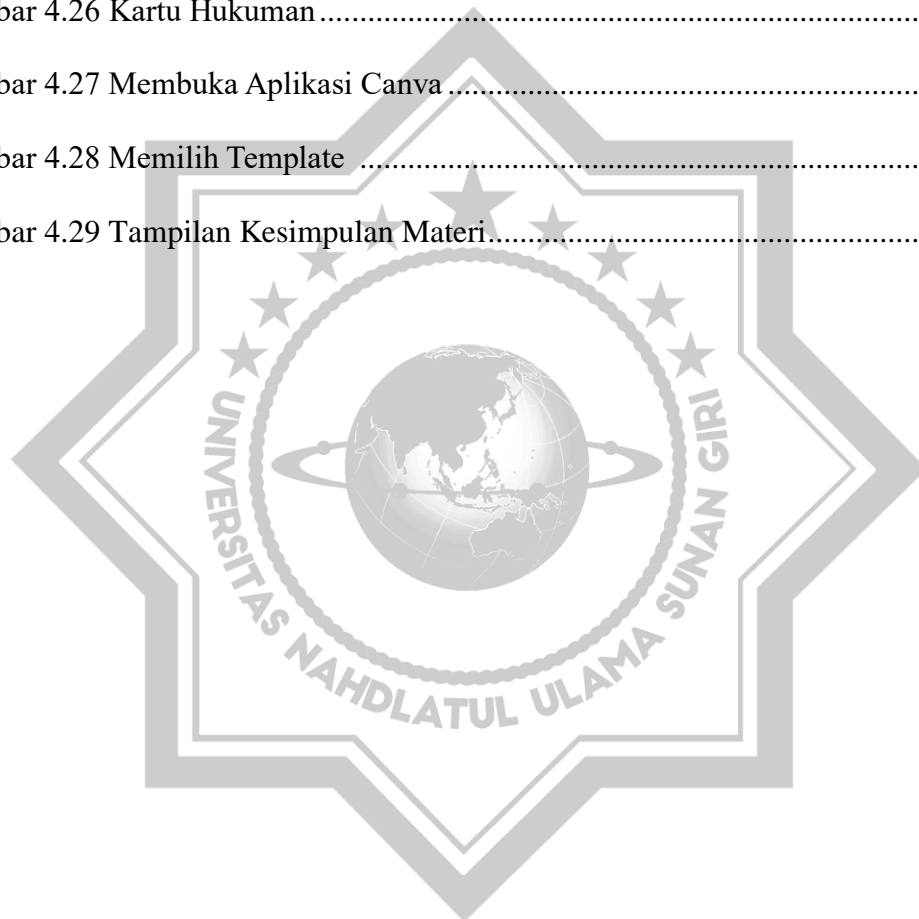 bar 4.26 Kartu Hukuman ........................................................................
bar 4.27 Membuka Aplikasi Canva ........................................................
bar 4.28 Memilih Template ...................................................................
bar 4.29 Tampilan Kesimpulan Materi ...................................................
UNIVERSITAS NAHDLATUL ULAMA SUNAN GIRI